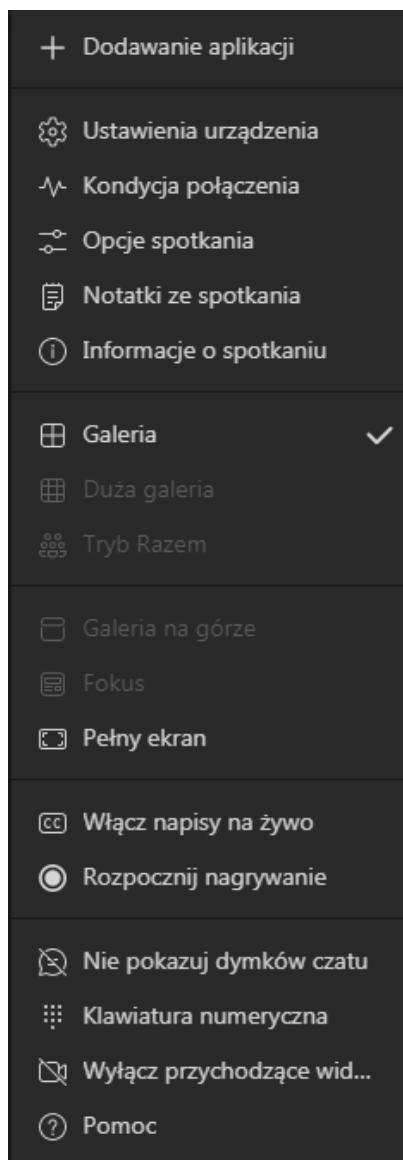 Dodawanie aplikacji
Ustawienia urządzenia
Kondycja połączenia
Opcje spotkania
Notatki ze spotkania
Informacje o spotkaniu
Galeria
Duża galeria
Tryb Razem
Galeria na górze
Fokus
Pełny ekran
CC Włącz napisy na żywo
Rozpocznij nagrywanie
Nie pokazuj dymków czatu
Klawiatura numeryczna
Wyłącz przychodzące wid...
Pomoc